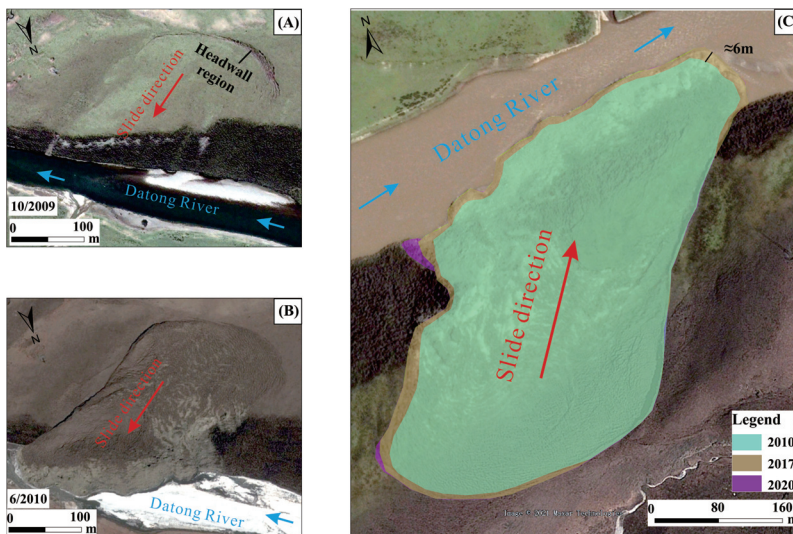 (A)
N
Headwall
region
Slide direction
Datong River
10/2009
0 100
m
(B)
N
Slide direction
Datong River
6/2010
0 100
m
(C)
N
≈6m
Datong River
Slide direction
Legend
2010
2017
2020
0 80 160
m